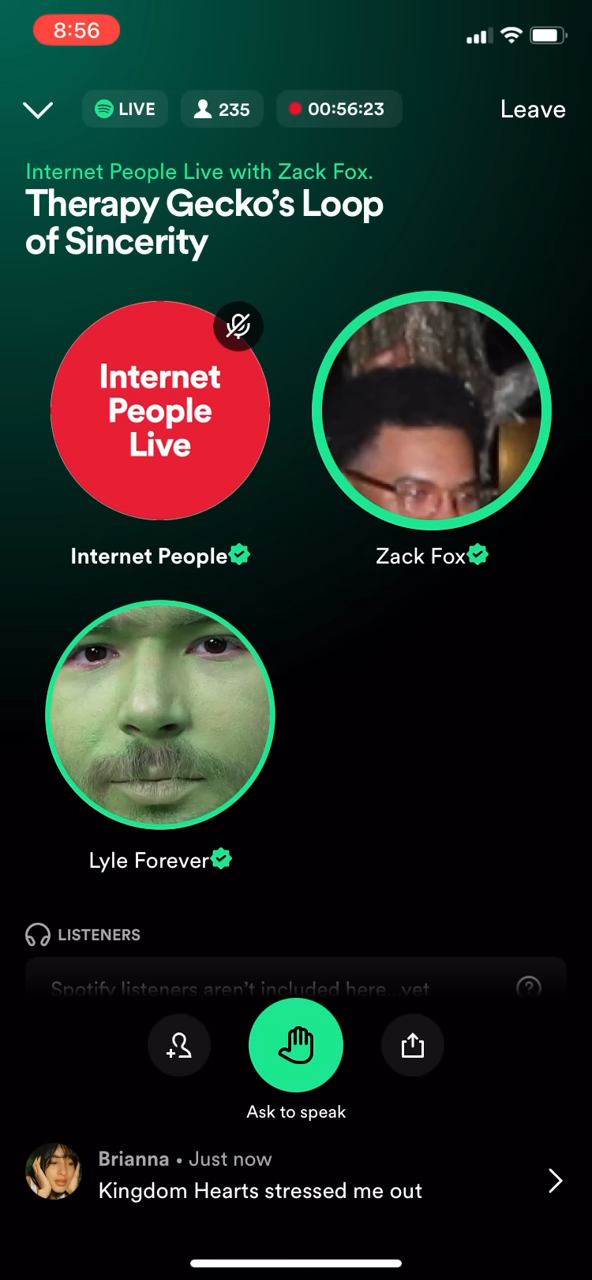 8:56
LIVE
235
00:56:23
Leave
Internet People Live with Zack Fox.
Therapy Gecko’s Loop
of Sincerity
Internet
People
Live
Internet People
Zack Fox
Lyle Forever
LISTENERS
Spotify listeners aren’t included here...yet
Ask to speak
Brianna • Just now
Kingdom Hearts stressed me out